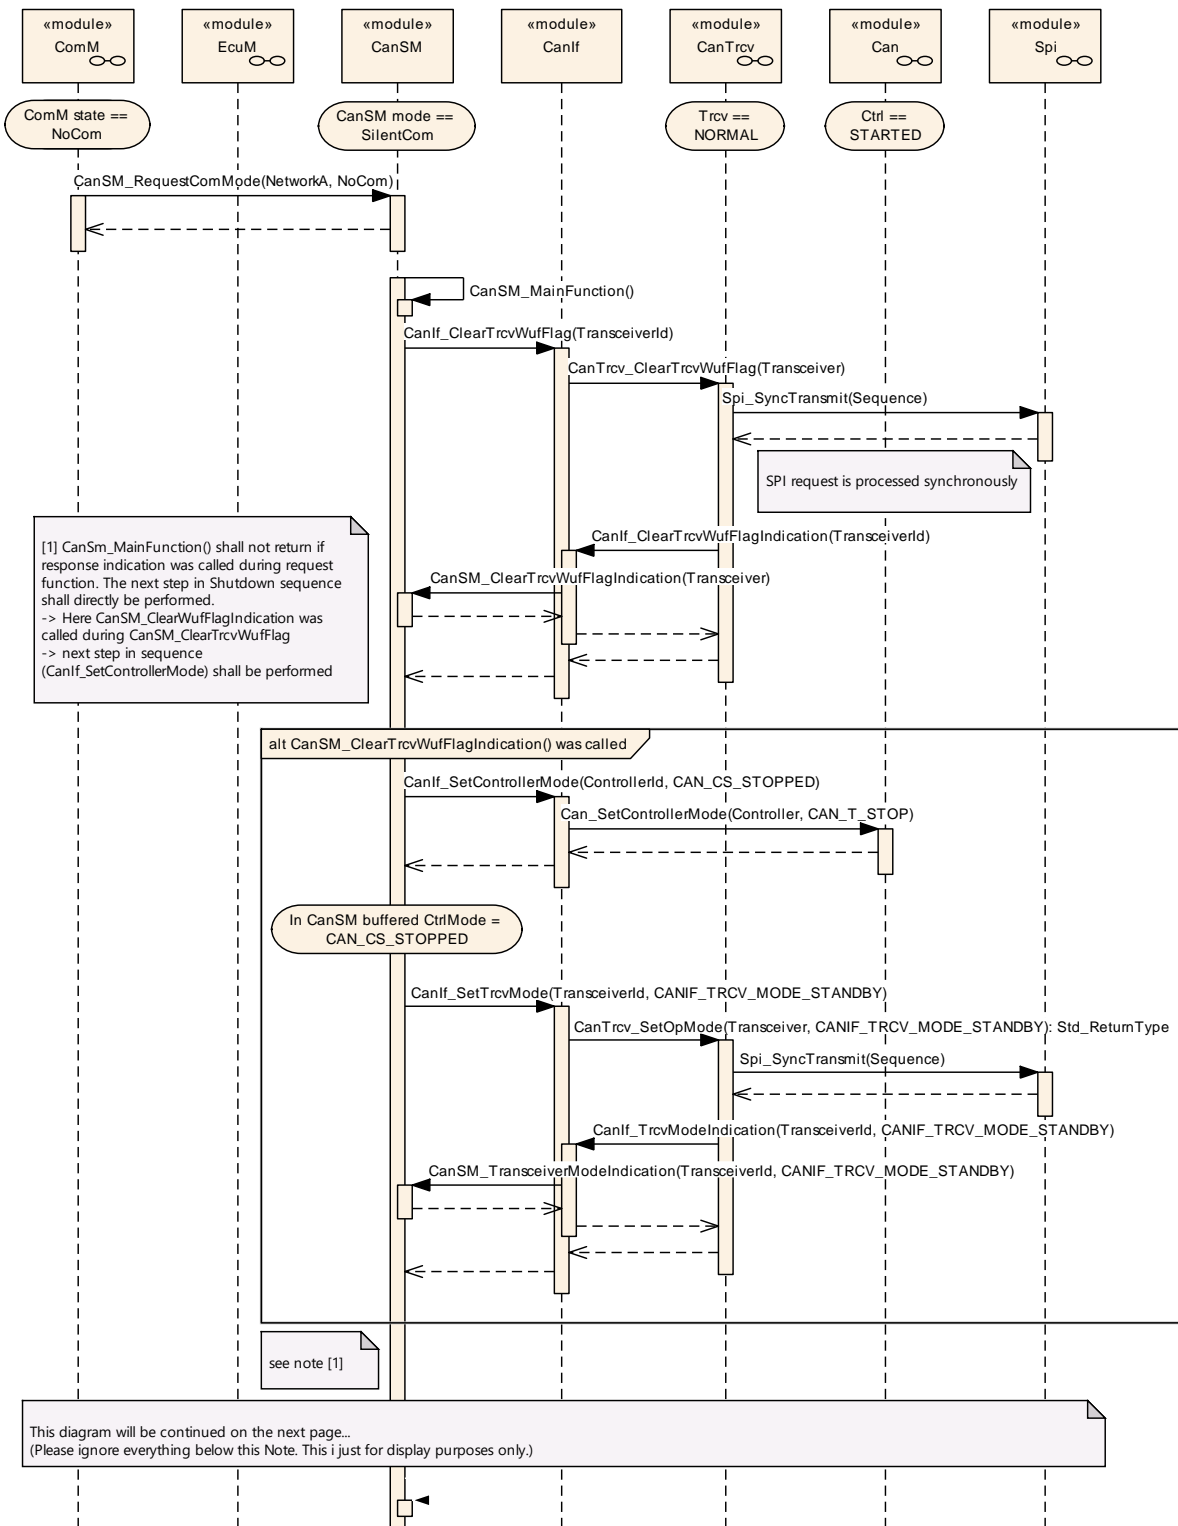 «module»
ComM
«module»
EcuM
«module»
CanSM
«module»
CanIf
«module»
CanTrcv
«module»
Can
«module»
Spi
ComM state ==
NoCom
CanSM mode ==
SilentCom
Trcv ==
NORMAL
Ctrl ==
STARTED
CanSM_RequestComMode(NetworkA, NoCom)
CanSM_MainFunction()
CanIf_ClearTrcvWufFlag(TransceiverId)
CanTrcv_ClearTrcvWufFlag(Transceiver)
Spi_SyncTransmit(Sequence)
SPI request is processed synchronously
[1] CanSm_MainFunction() shall not return if
response indication was called during request
function. The next step in Shutdown sequence
shall directly be performed.
-> Here CanSM_ClearWufFlagIndication was
called during CanSM_ClearTrcvWufFlag
-> next step in sequence
(CanIf_SetControllerMode) shall be performed
CanIf_ClearTrcvWufFlagIndication(TransceiverId)
CanSM_ClearTrcvWufFlagIndication(Transceiver)
alt CanSM_ClearTrcvWufFlagIndication() was called
CanIf_SetControllerMode(ControllerId, CAN_CS_STOPPED)
Can_SetControllerMode(Controller, CAN_T_STOP)
In CanSM buffered CtrlMode =
CAN_CS_STOPPED
CanIf_SetTrcvMode(TransceiverId, CANIF_TRCV_MODE_STANDBY)
CanTrcv_SetOpMode(Transceiver, CANIF_TRCV_MODE_STANDBY): Std_ReturnType
Spi_SyncTransmit(Sequence)
CanIf_TrcvModeIndication(TransceiverId, CANIF_TRCV_MODE_STANDBY)
CanSM_TransceiverModeIndication(TransceiverId, CANIF_TRCV_MODE_STANDBY)
see note [1]
This diagram will be continued on the next page...
(Please ignore everything below this Note. This i just for display purposes only.)